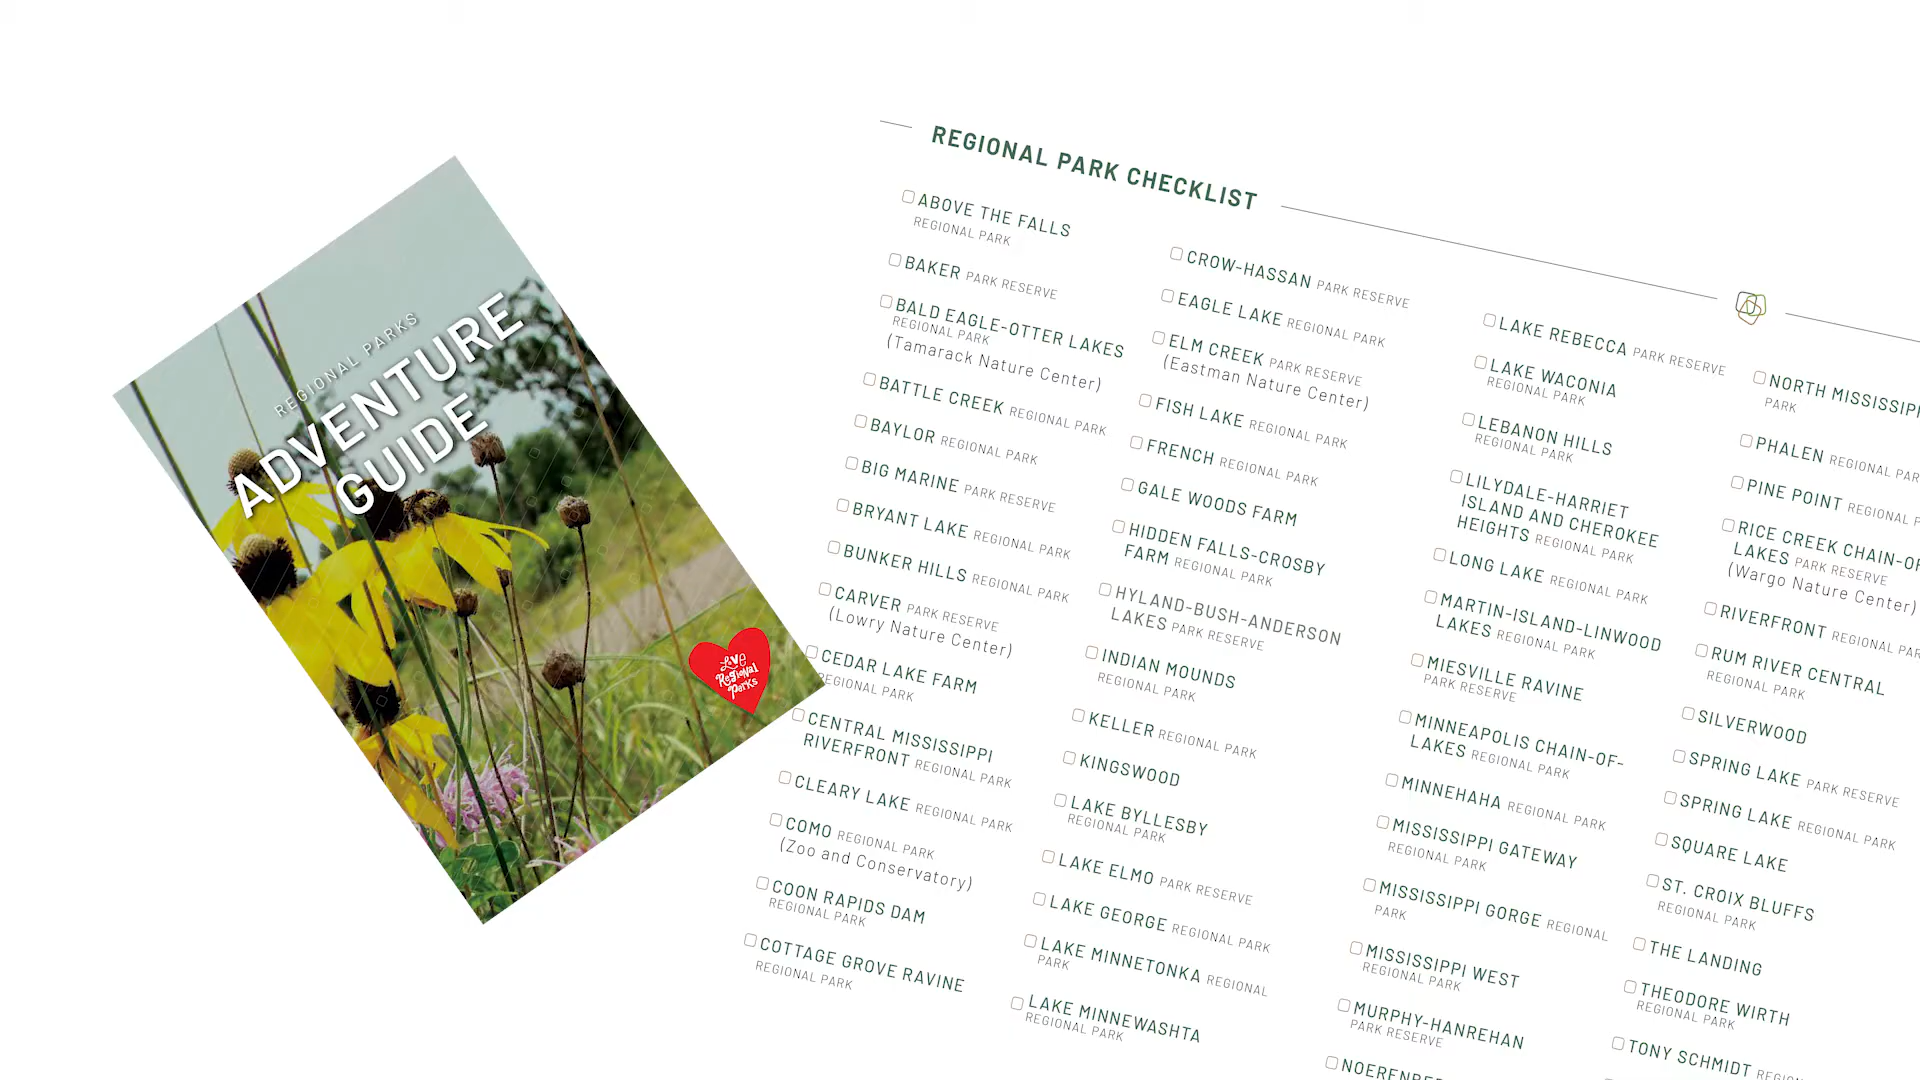 REGIONAL PARKS
ADVENTURE
GUIDE
Love
Regional
Parks
REGIONAL PARK CHECKLIST
ABOVE THE FALLS
REGIONAL PARK
BAKER PARK RESERVE
BALD EAGLE-OTTER LAKES
REGIONAL PARK
(Tamarack Nature Center)
BATTLE CREEK REGIONAL PARK
BAYLOR REGIONAL PARK
BIG MARINE PARK RESERVE
BRYANT LAKE REGIONAL PARK
BUNKER HILLS REGIONAL PARK
CARVER PARK RESERVE
(Lowry Nature Center)
CEDAR LAKE FARM
REGIONAL PARK
CENTRAL MISSISSIPPI
RIVERFRONT REGIONAL PARK
CLEARY LAKE REGIONAL PARK
COMO REGIONAL PARK
(Zoo and Conservatory)
COON RAPIDS DAM
REGIONAL PARK
COTTAGE GROVE RAVINE
REGIONAL PARK
CROW-HASSAN PARK RESERVE
EAGLE LAKE REGIONAL PARK
ELM CREEK PARK RESERVE
(Eastman Nature Center)
FISH LAKE REGIONAL PARK
FRENCH REGIONAL PARK
GALE WOODS FARM
HIDDEN FALLS-CROSBY
FARM REGIONAL PARK
HYLAND-BUSH-ANDERSON
LAKES PARK RESERVE
INDIAN MOUNDS
REGIONAL PARK
KELLER REGIONAL PARK
KINGSWOOD
LAKE BYLLESBY
REGIONAL PARK
LAKE ELMO PARK RESERVE
LAKE GEORGE REGIONAL PARK
LAKE MINNETONKA REGIONAL
PARK
LAKE MINNEWASHTA
REGIONAL PARK
LAKE REBECCA PARK RESERVE
LAKE WACONIA
REGIONAL PARK
LEBANON HILLS
REGIONAL PARK
LILYDALE-HARRIET
ISLAND AND CHEROKEE
HEIGHTS REGIONAL PARK
LONG LAKE REGIONAL PARK
MARTIN-ISLAND-LINWOOD
LAKES REGIONAL PARK
MIESVILLE RAVINE
PARK RESERVE
MINNEAPOLIS CHAIN-OF-
LAKES REGIONAL PARK
MINNEHAHA REGIONAL PARK
MISSISSIPPI GATEWAY
REGIONAL PARK
MISSISSIPPI GORGE REGIONAL
PARK
MISSISSIPPI WEST
REGIONAL PARK
MURPHY-HANREHAN
PARK RESERVE
NORTH MISSISSIPPI
PARK
PHALEN REGIONAL PAR
PINE POINT REGIONAL
RICE CREEK CHAIN-OF
LAKES PARK RESERVE
(Wargo Nature Center)
RIVERFRONT REGIONAL PA
RUM RIVER CENTRAL
REGIONAL PARK
SILVERWOOD
SPRING LAKE PARK RESERVE
SPRING LAKE REGIONAL PARK
SQUARE LAKE
ST. CROIX BLUFFS
REGIONAL PARK
THE LANDING
THEODORE WIRTH
REGIONAL PARK
TONY SCHMIDT